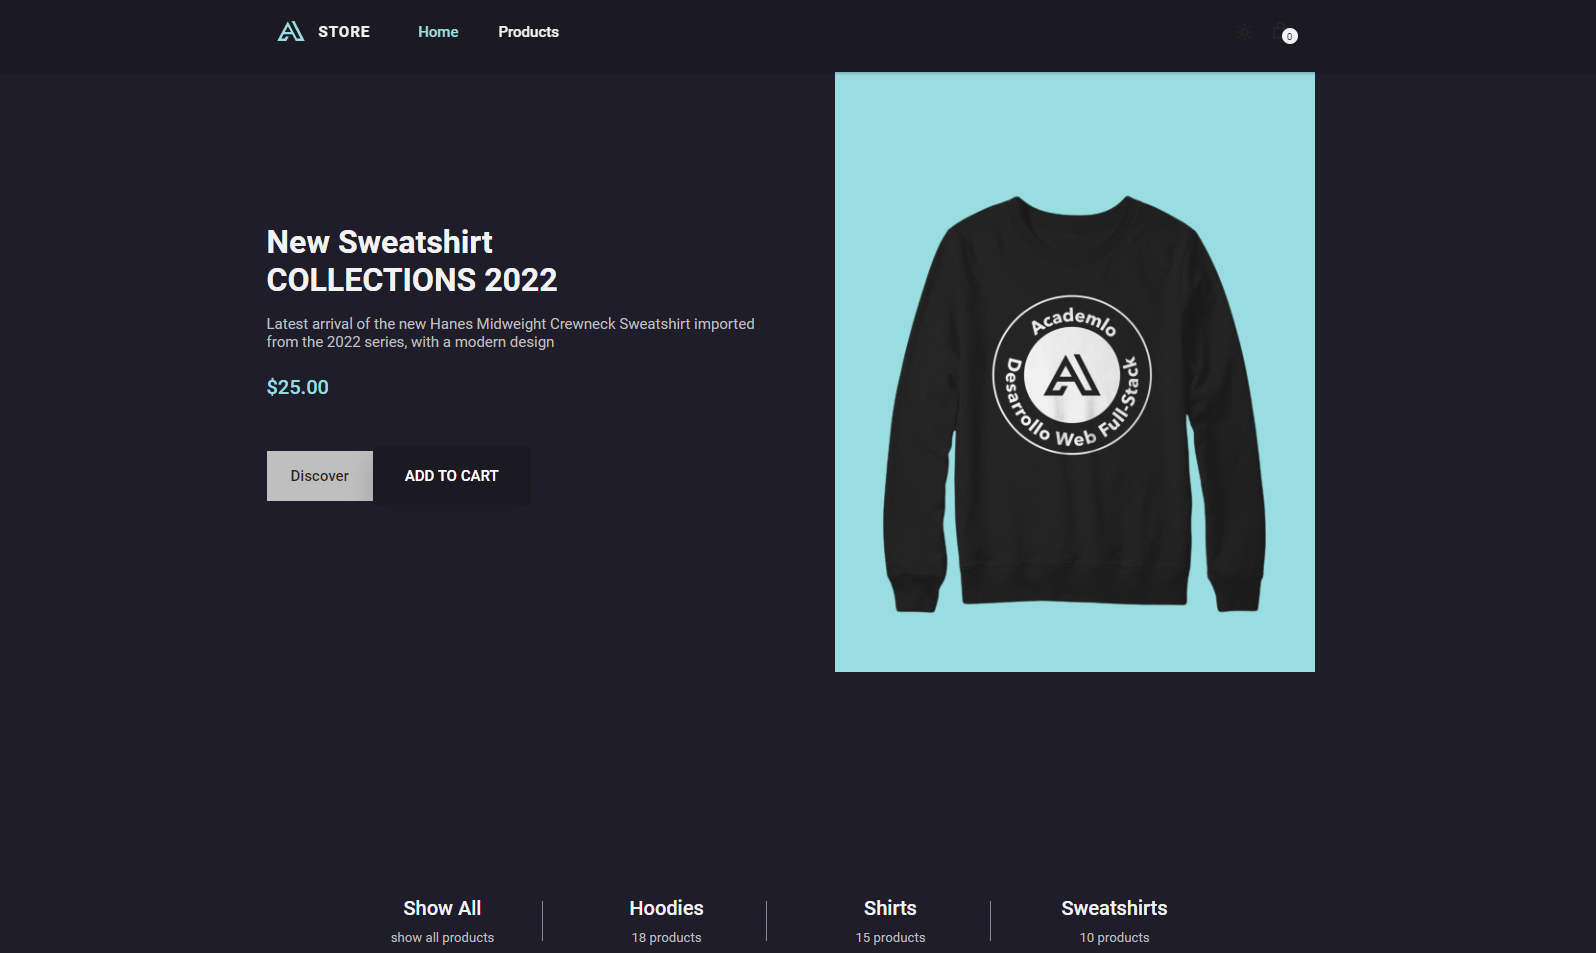 STORE
Home
Products
0
New Sweatshirt
COLLECTIONS 2022
Latest arrival of the new Hanes Midweight Crewneck Sweatshirt imported
from the 2022 series, with a modern design
$25.00
Discover
ADD TO CART
Academlo
Desarrollo Web Full-Stack
Show All
show all products
Hoodies
18 products
Shirts
15 products
Sweatshirts
10 products